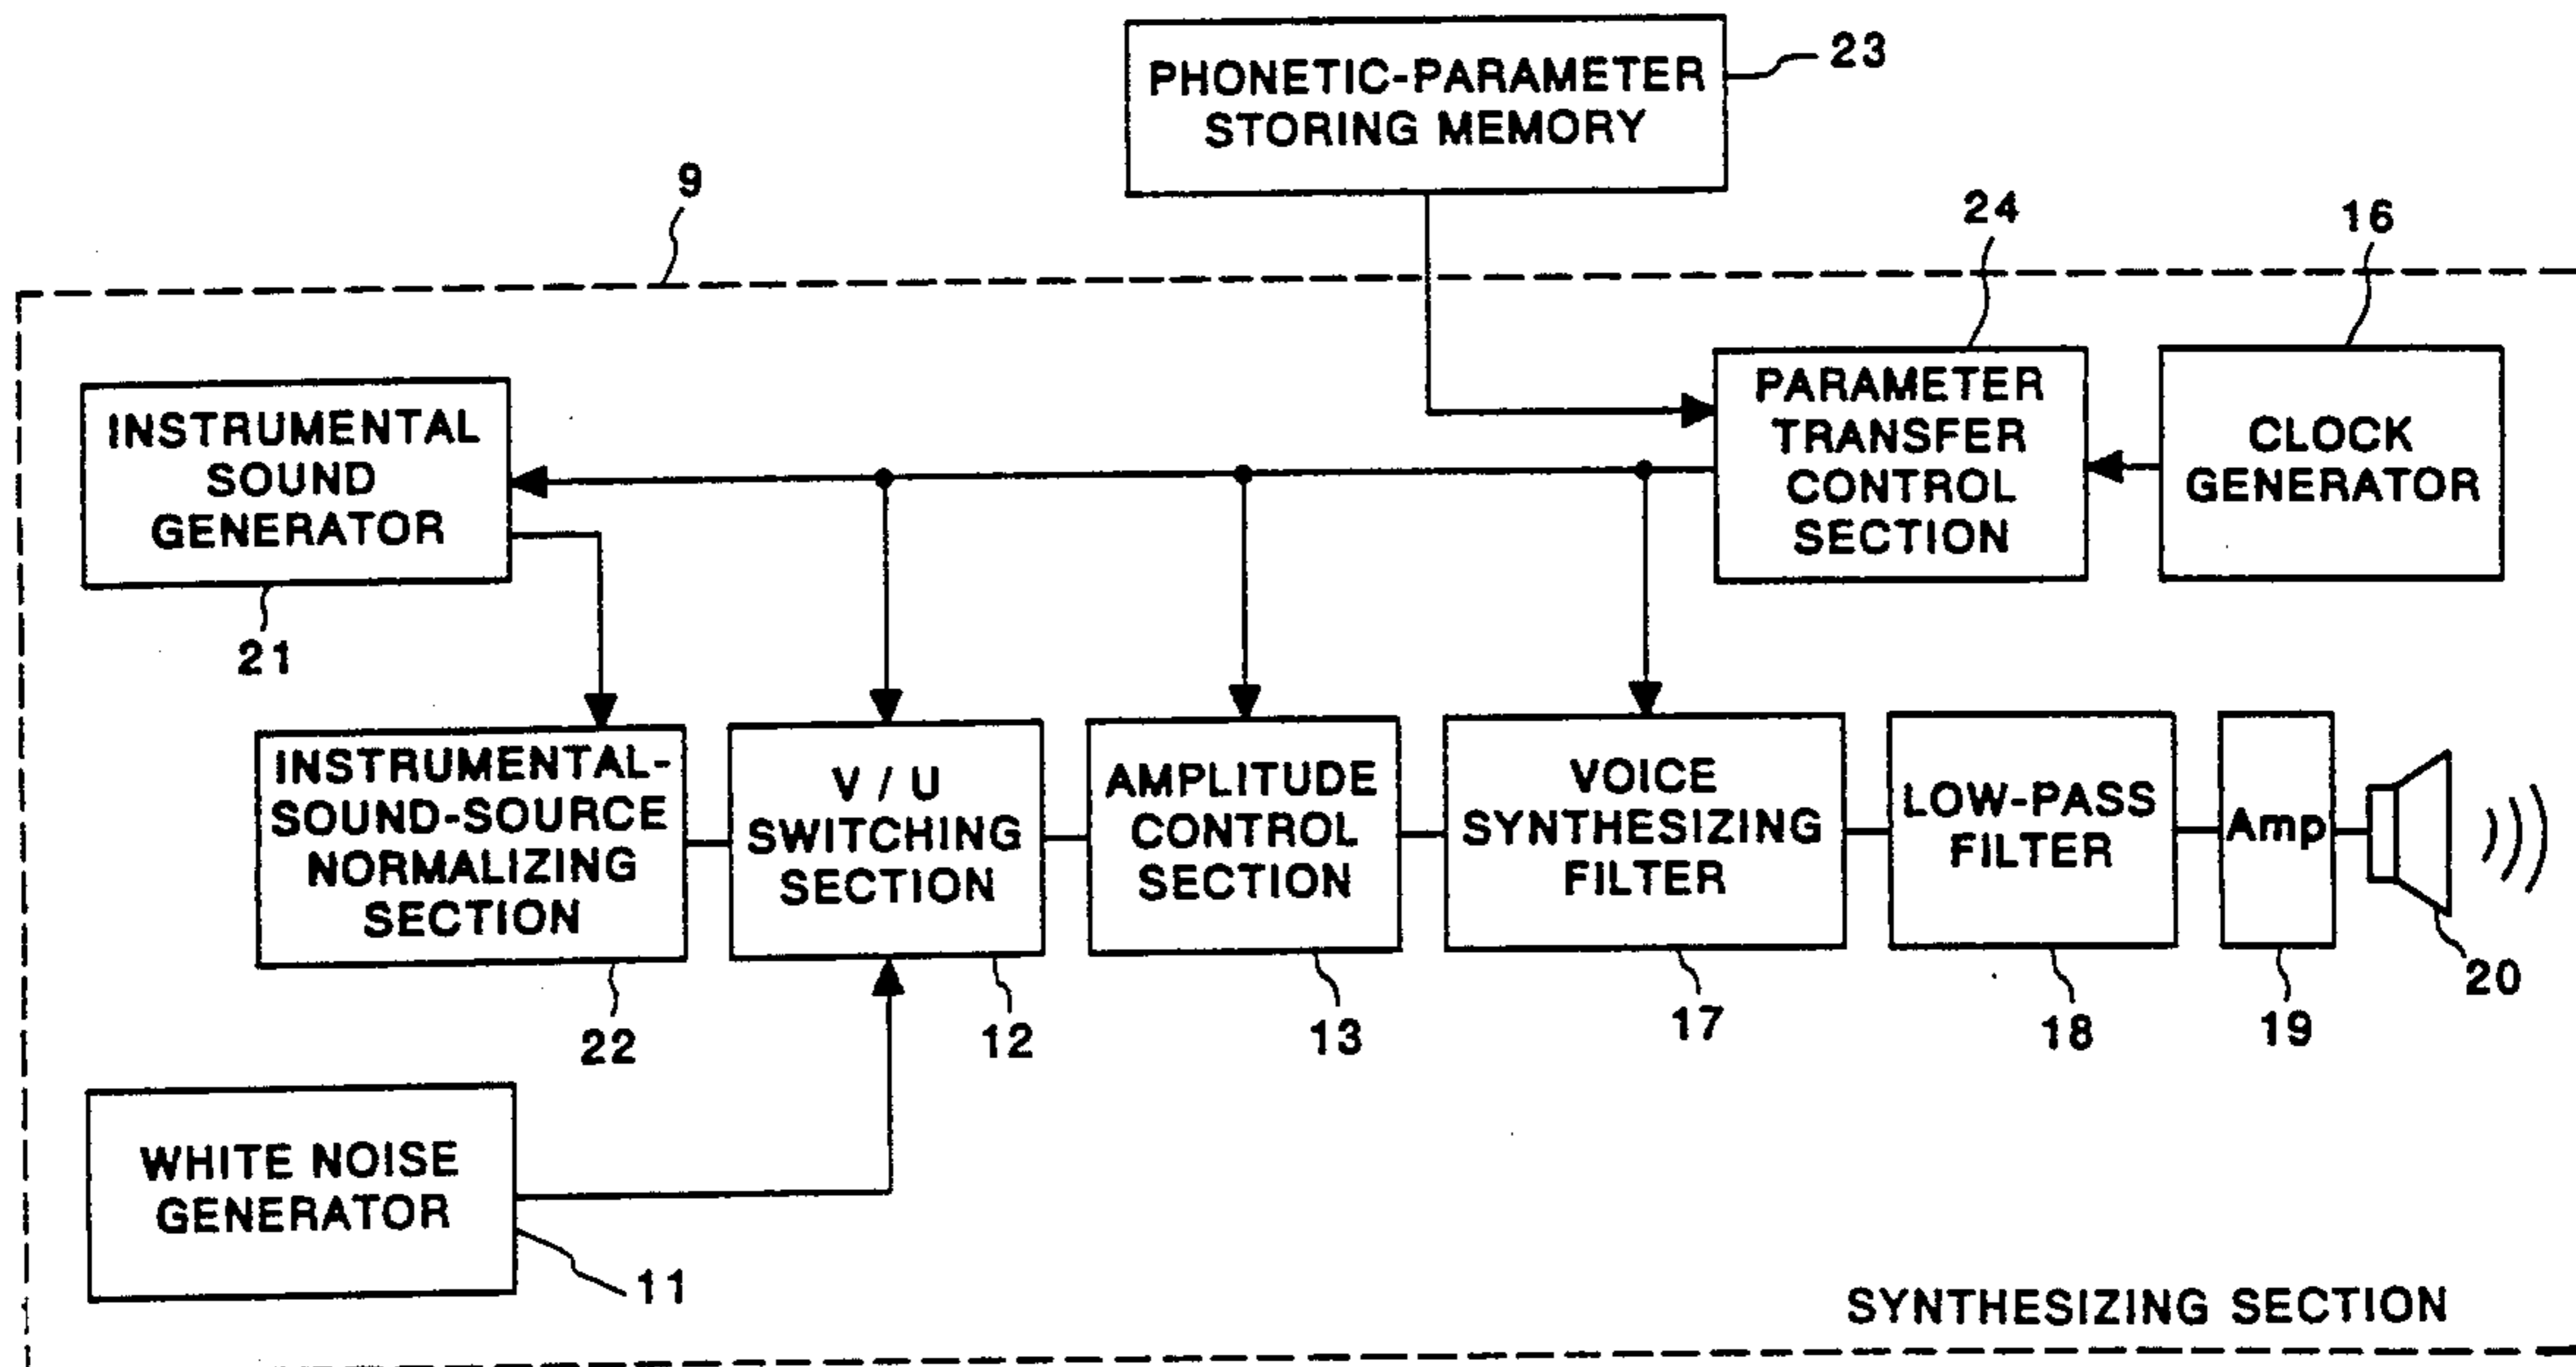 PHONETIC-PARAMETER
STORING MEMORY
23
9
24
16
INSTRUMENTAL
SOUND
GENERATOR
21
PARAMETER
TRANSFER
CONTROL
SECTION
CLOCK
GENERATOR
INSTRUMENTAL-
SOUND-SOURCE
NORMALIZING
SECTION
22
V / U
SWITCHING
SECTION
12
AMPLITUDE
CONTROL
SECTION
13
VOICE
SYNTHESIZING
FILTER
17
LOW-PASS
FILTER
18
Amp
19
20
WHITE NOISE
GENERATOR
11
SYNTHESIZING SECTION